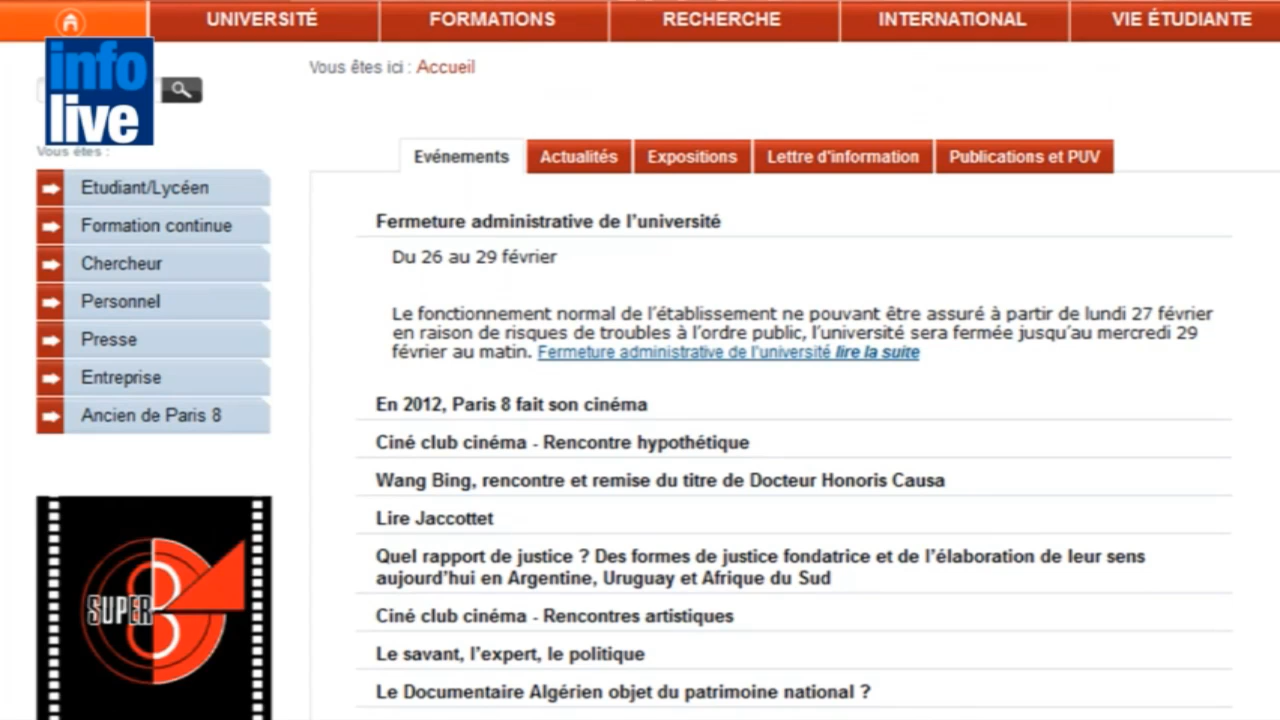 UNIVERSITÉ FORMATIONS RECHERCHE INTERNATIONAL VIE ÉTUDIANTE
info
live
Vous êtes ici : Accueil
Vous êtes :
Etudiant/Lycéen
Formation continue
Chercheur
Personnel
Presse
Entreprise
Ancien de Paris 8
SUPER 8
Evénements Actualités Expositions Lettre d'information Publications et PUV
Fermeture administrative de l'université
Du 26 au 29 février
Le fonctionnement normal de l'établissement ne pouvant être assuré à partir de lundi 27 février
en raison de risques de troubles à l'ordre public, l'université sera fermée jusqu'au mercredi 29
février au matin. Fermeture administrative de l'université lire la suite
En 2012, Paris 8 fait son cinéma
Ciné club cinéma - Rencontre hypothétique
Wang Bing, rencontre et remise du titre de Docteur Honoris Causa
Lire Jaccottet
Quel rapport de justice ? Des formes de justice fondatrice et de l'élaboration de leur sens
aujourd'hui en Argentine, Uruguay et Afrique du Sud
Ciné club cinéma - Rencontres artistiques
Le savant, l'expert, le politique
Le Documentaire Algérien objet du patrimoine national ?